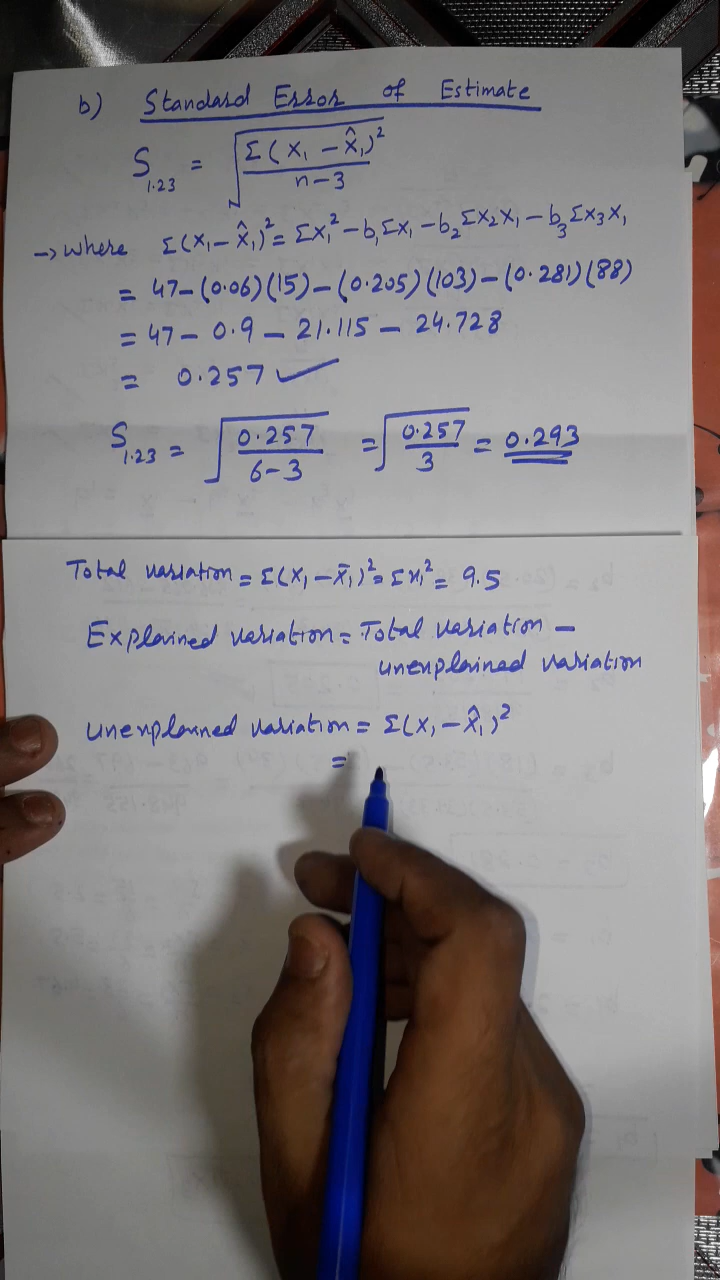 b) Standard Error of Estimate
S₁.₂₃ = √(Σ(X₁ − X̂₁)² / n−3)
→ where Σ(X₁ − X̂₁)² = ΣX₁² − b₁ΣX₁ − b₂ΣX₂X₁ − b₃ΣX₃X₁
= 47 − (0.06)(15) − (0.205)(103) − (0.281)(88)
= 47 − 0.9 − 21.115 − 24.728
= 0.257 ✓
S₁.₂₃ = √(0.257 / 6−3) = √(0.257 / 3) = 0.293
Total variation = Σ(X₁ − X̄₁)² = Σx₁² = 9.5
Explained variation = Total variation −
unexplained variation
Unexplained variation = Σ(X₁ − X̂₁)²
=